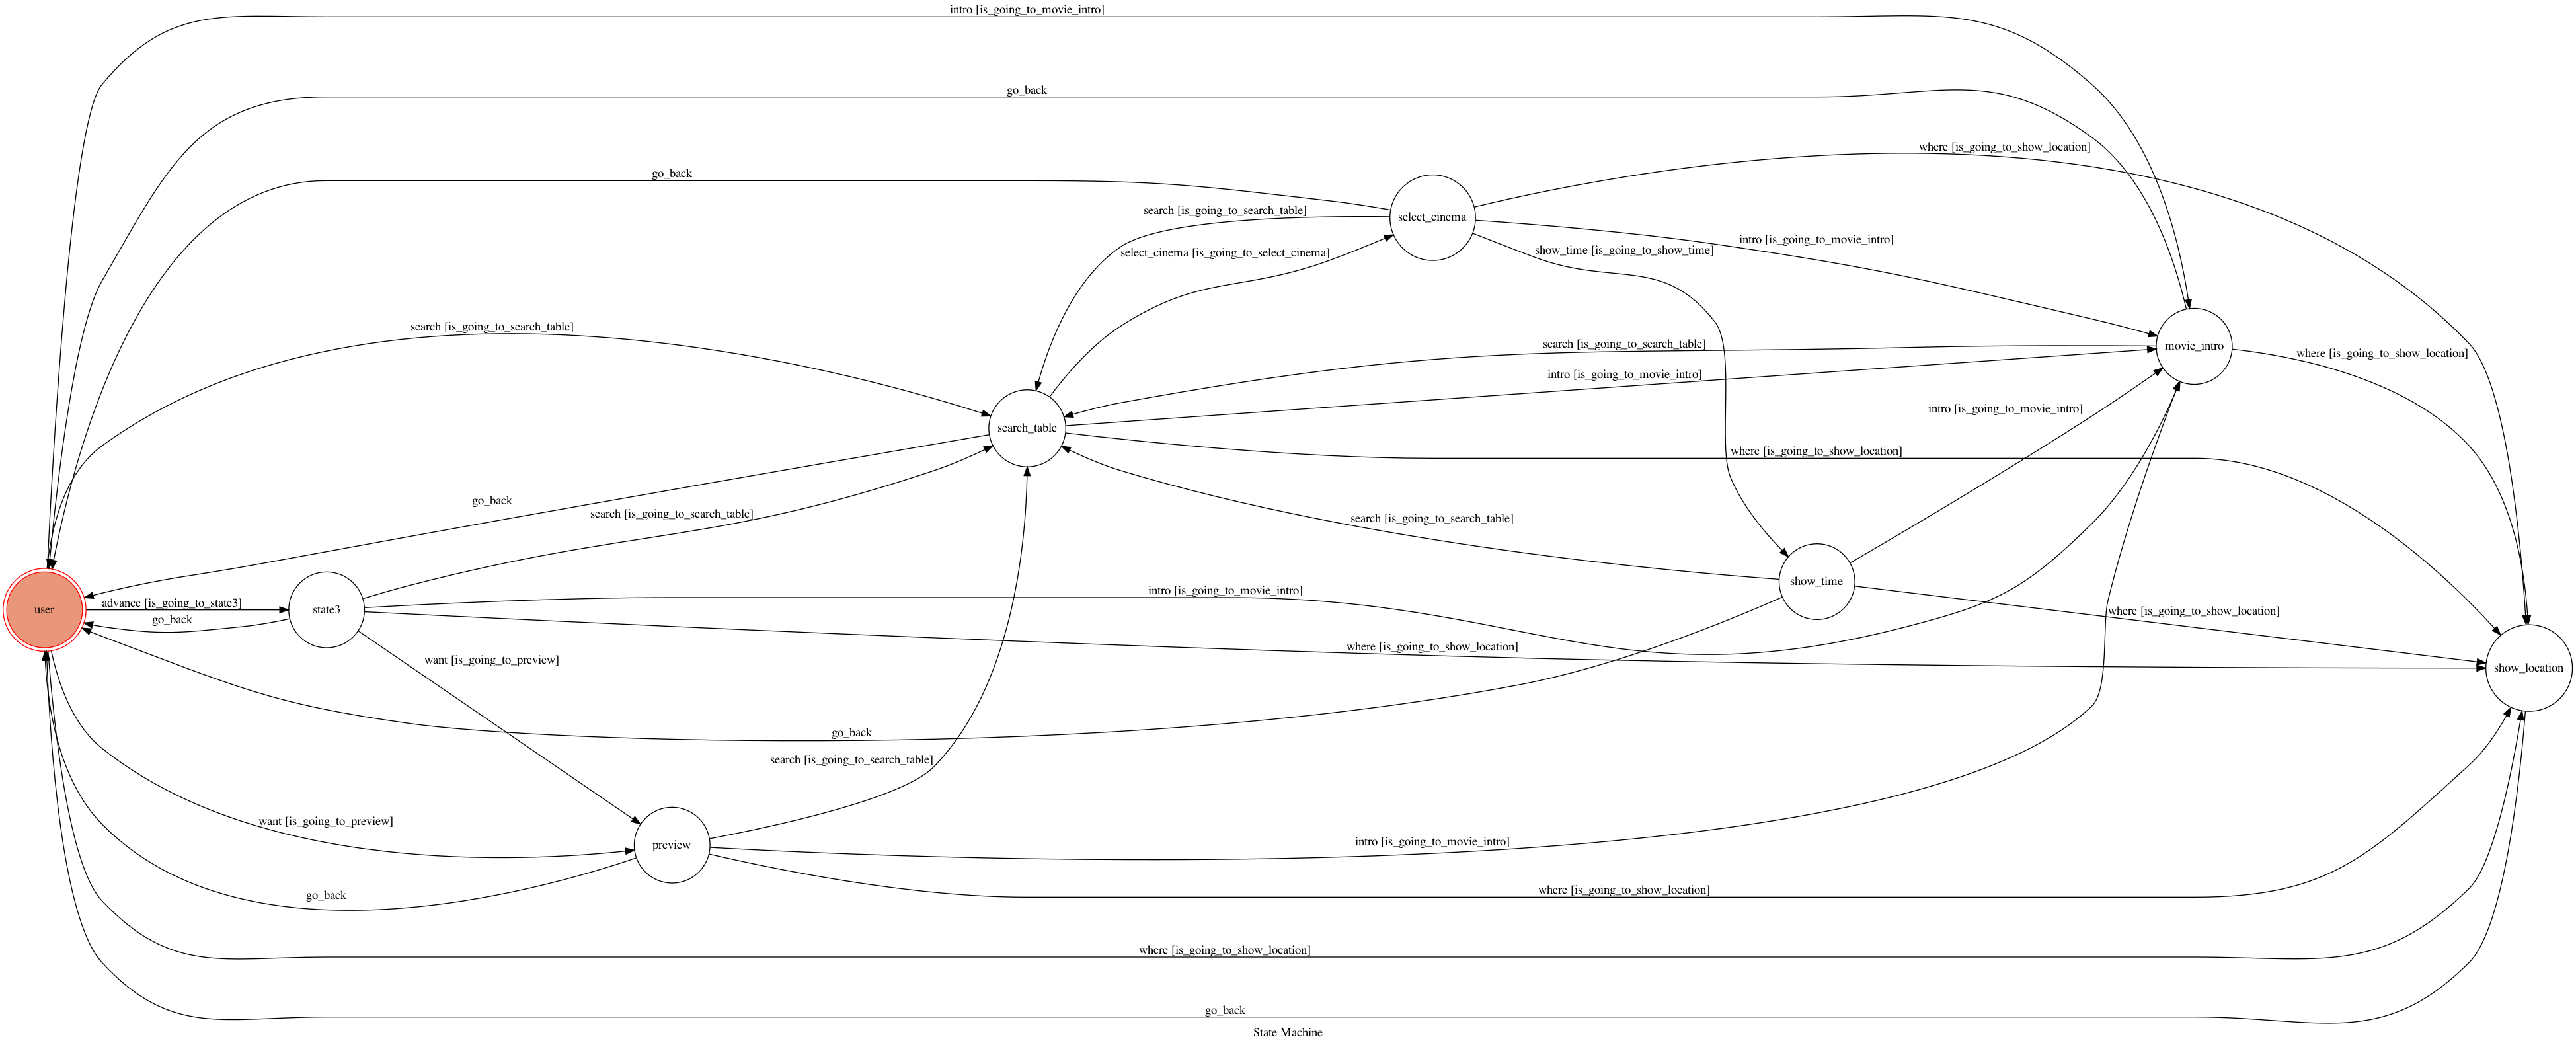 intro [is_going_to_movie_intro]
go_back
where [is_going_to_show_location]
go_back
search [is_going_to_search_table]
select_cinema
intro [is_going_to_movie_intro]
show_time [is_going_to_show_time]
select_cinema [is_going_to_select_cinema]
search [is_going_to_search_table]
search [is_going_to_search_table]
movie_intro
where [is_going_to_show_location]
intro [is_going_to_movie_intro]
intro [is_going_to_movie_intro]
search_table
where [is_going_to_show_location]
go_back
search [is_going_to_search_table]
search [is_going_to_search_table]
show_time
intro [is_going_to_movie_intro]
advance [is_going_to_state3]
user
state3
where [is_going_to_show_location]
go_back
where [is_going_to_show_location]
want [is_going_to_preview]
show_location
go_back
search [is_going_to_search_table]
want [is_going_to_preview]
intro [is_going_to_movie_intro]
preview
where [is_going_to_show_location]
go_back
where [is_going_to_show_location]
go_back
State Machine